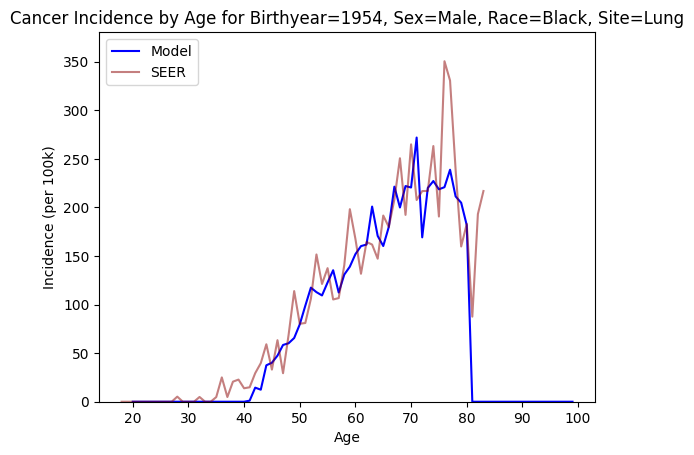 Cancer Incidence by Age for Birthyear=1954, Sex=Male, Race=Black, Site=Lung
Model
SEER
350
300
250
200
150
100
50
0
Incidence (per 100k)
20 30 40 50 60 70 80 90 100
Age